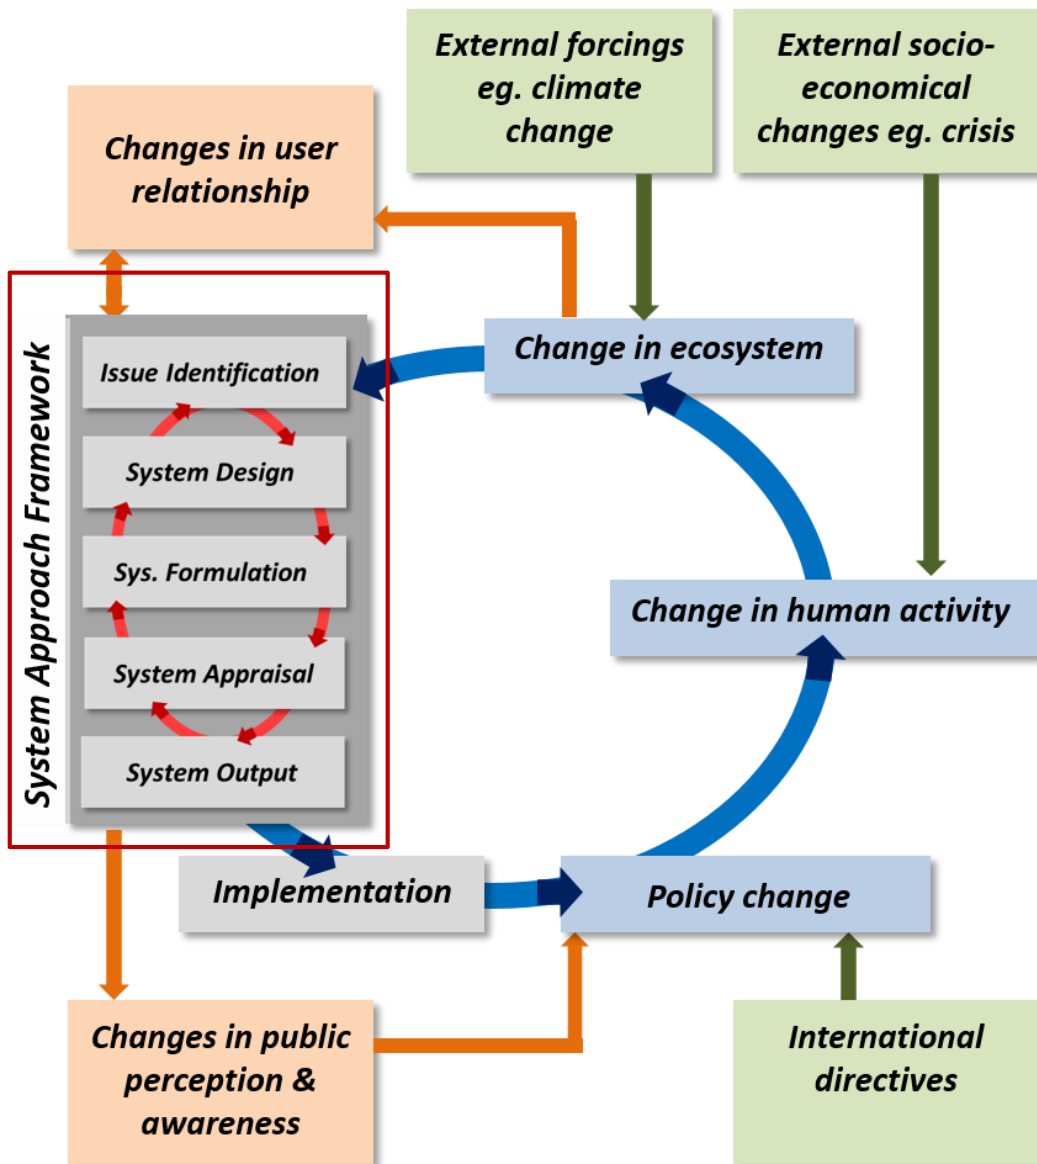 External forcings
eg. climate
change
External socio-
economical
changes eg. crisis
Changes in user
relationship
Change in ecosystem
System Approach Framework
Issue Identification
System Design
Sys. Formulation
System Appraisal
System Output
Change in human activity
Implementation
Policy change
Changes in public
perception &
awareness
International
directives